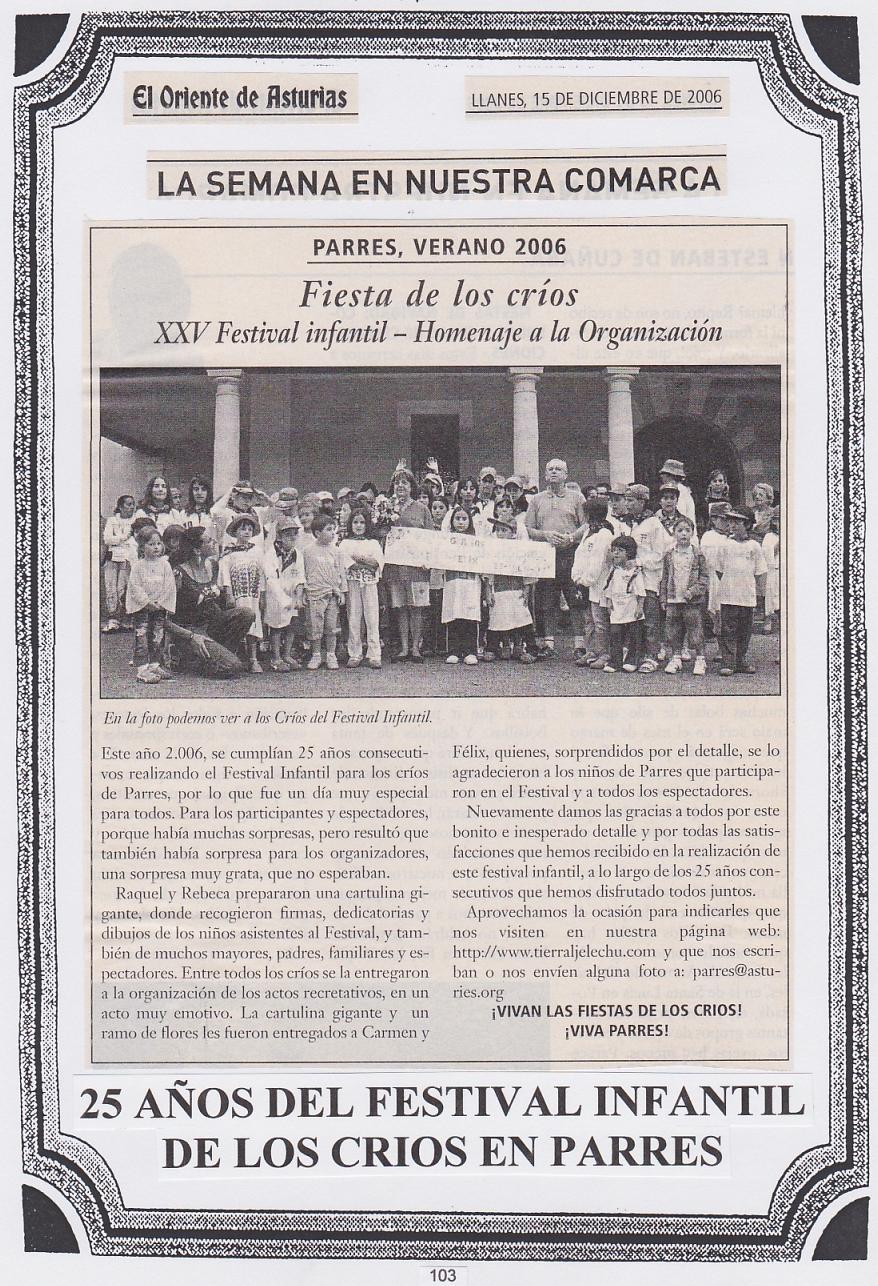 El Oriente de Asturias
LLANES, 15 DE DICIEMBRE DE 2006
LA SEMANA EN NUESTRA COMARCA
PARRES, VERANO 2006
Fiesta de los críos
XXV Festival infantil – Homenaje a la Organización
En la foto podemos ver a los Críos del Festival Infantil.
Este año 2.006, se cumplían 25 años consecuti-
vos realizando el Festival Infantil para los críos
de Parres, por lo que fue un día muy especial
para todos. Para los participantes y espectadores,
porque había muchas sorpresas, pero resultó que
también había sorpresa para los organizadores,
una sorpresa muy grata, que no esperaban.
Raquel y Rebeca prepararon una cartulina gi-
gante, donde recogieron firmas, dedicatorias y
dibujos de los niños asistentes al Festival, y tam-
bién de muchos mayores, padres, familiares y es-
pectadores. Entre todos los críos se la entregaron
a la organización de los actos recretativos, en un
acto muy emotivo. La cartulina gigante y un
ramo de flores les fueron entregados a Carmen y
Félix, quienes, sorprendidos por el detalle, se lo
agradecieron a los niños de Parres que participa-
ron en el Festival y a todos los espectadores.
Nuevamente damos las gracias a todos por este
bonito e inesperado detalle y por todas las satis-
facciones que hemos recibido en la realización de
este festival infantil, a lo largo de los 25 años con-
secutivos que hemos disfrutado todos juntos.
Aprovechamos la ocasión para indicarles que
nos visiten en nuestra página web:
http://www.tierraljelechu.com y que nos escri-
ban o nos envíen alguna foto a: parres@astu-
ries.org
¡VIVAN LAS FIESTAS DE LOS CRIOS!
¡VIVA PARRES!
25 AÑOS DEL FESTIVAL INFANTIL
DE LOS CRIOS EN PARRES
103